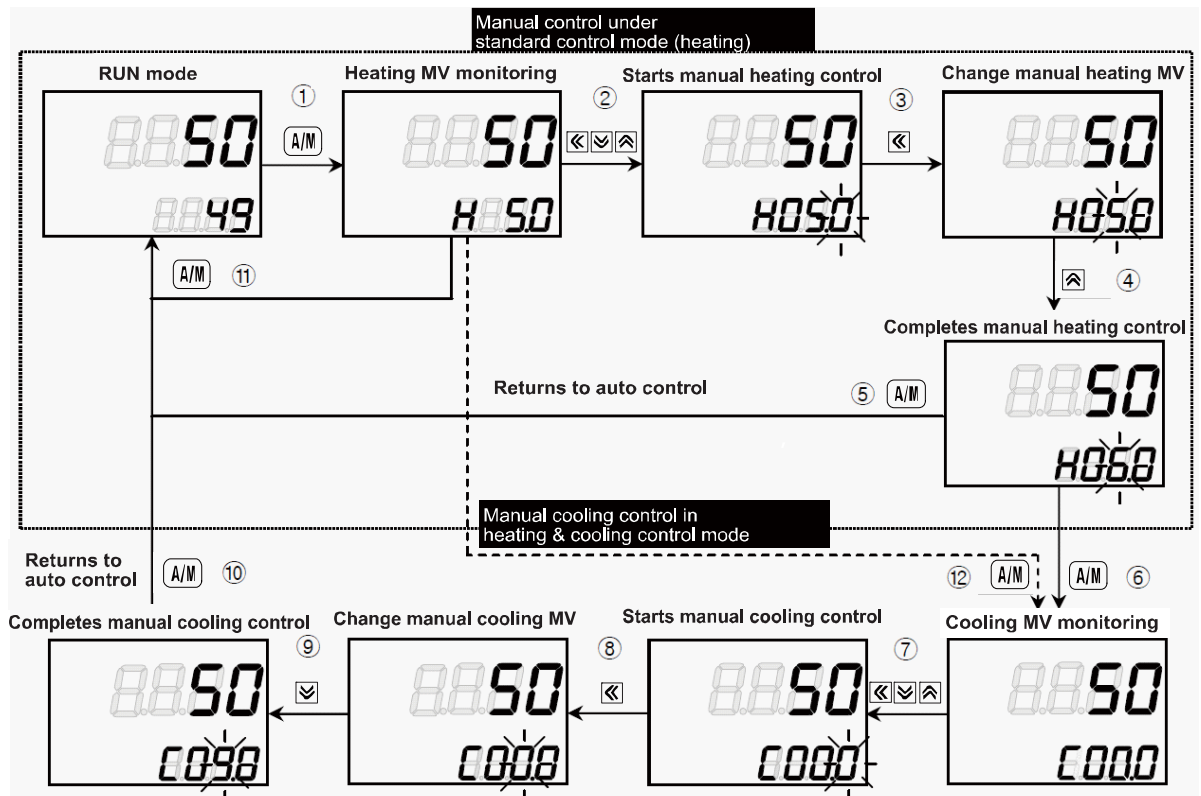 Manual control under
standard control mode (heating)
RUN mode
Heating MV monitoring
Starts manual heating control
Change manual heating MV
①
②
③
A/M
50
50
50
50
49
H 5.0
H05.0
H05.0
A/M
⑪
④
Completes manual heating control
Returns to auto control
⑤
A/M
50
H06.0
Manual cooling control in
heating & cooling control mode
Returns to
auto control
A/M
⑩
⑫
A/M
A/M
⑥
Completes manual cooling control
Change manual cooling MV
Starts manual cooling control
Cooling MV monitoring
⑨
⑧
⑦
50
50
50
50
C09.0
C00.0
C00.0
C00.0